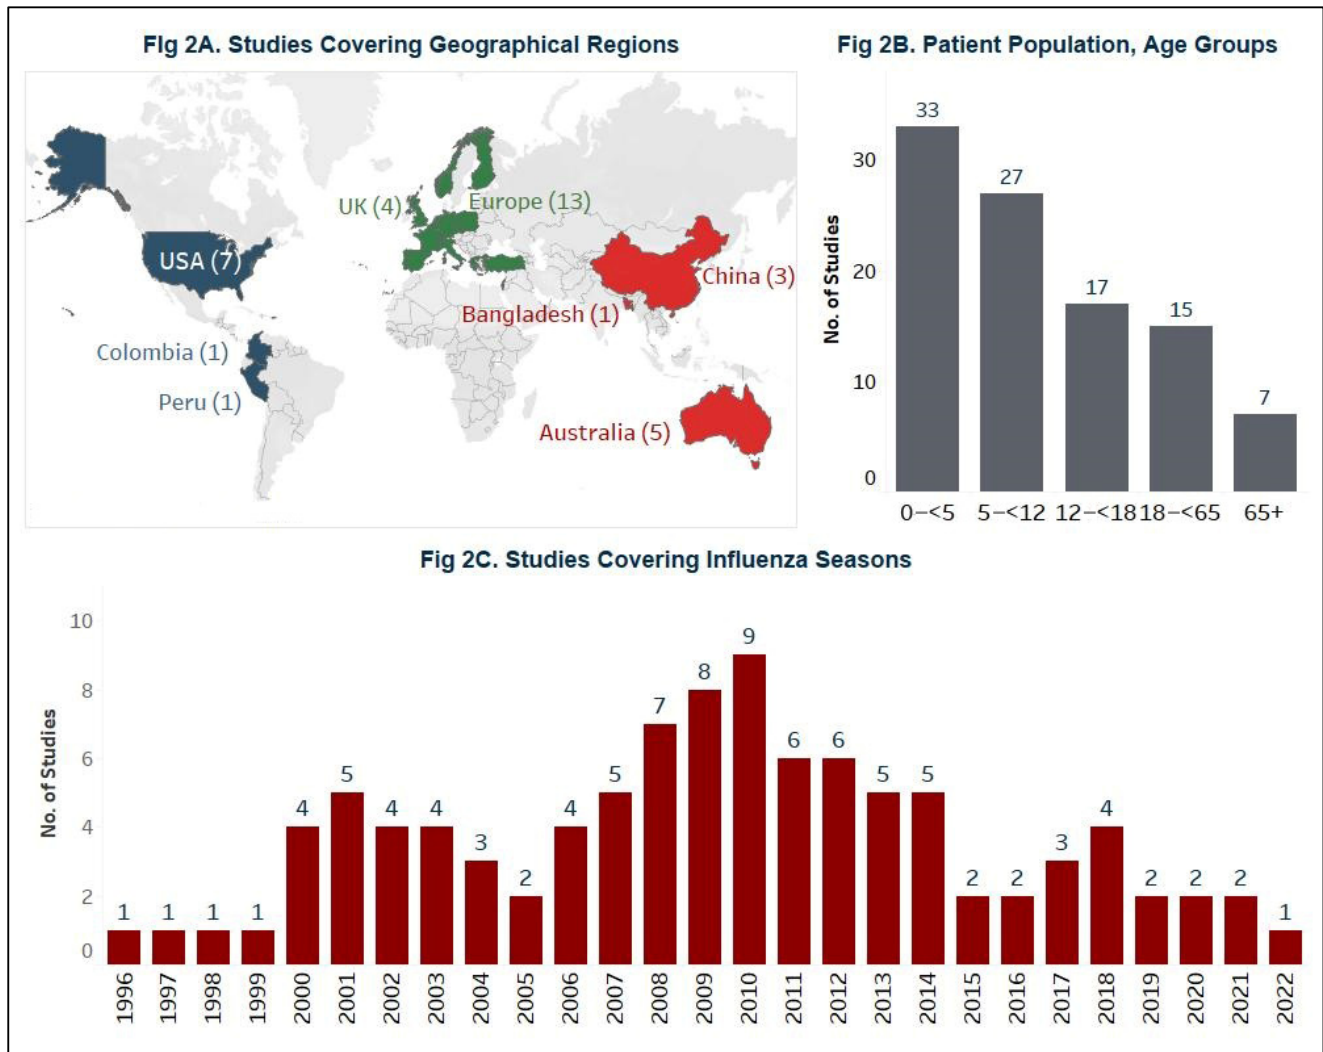 FIg 2A. Studies Covering Geographical Regions
UK (4)
Europe (13)
USA (7)
China (3)
Bangladesh (1)
Colombia (1)
Peru (1)
Australia (5)
Fig 2B. Patient Population, Age Groups
No. of Studies
30
20
10
0
33
27
17
15
7
0–<5 5–<12 12–<18 18–<65 65+
Fig 2C. Studies Covering Influenza Seasons
No. of Studies
10
8
6
4
2
0
1 1 1 1 4 5 4 4 3 2 4 5 7 8 9 6 6 5 5 2 2 3 4 2 2 2 1
1996 1997 1998 1999 2000 2001 2002 2003 2004 2005 2006 2007 2008 2009 2010 2011 2012 2013 2014 2015 2016 2017 2018 2019 2020 2021 2022